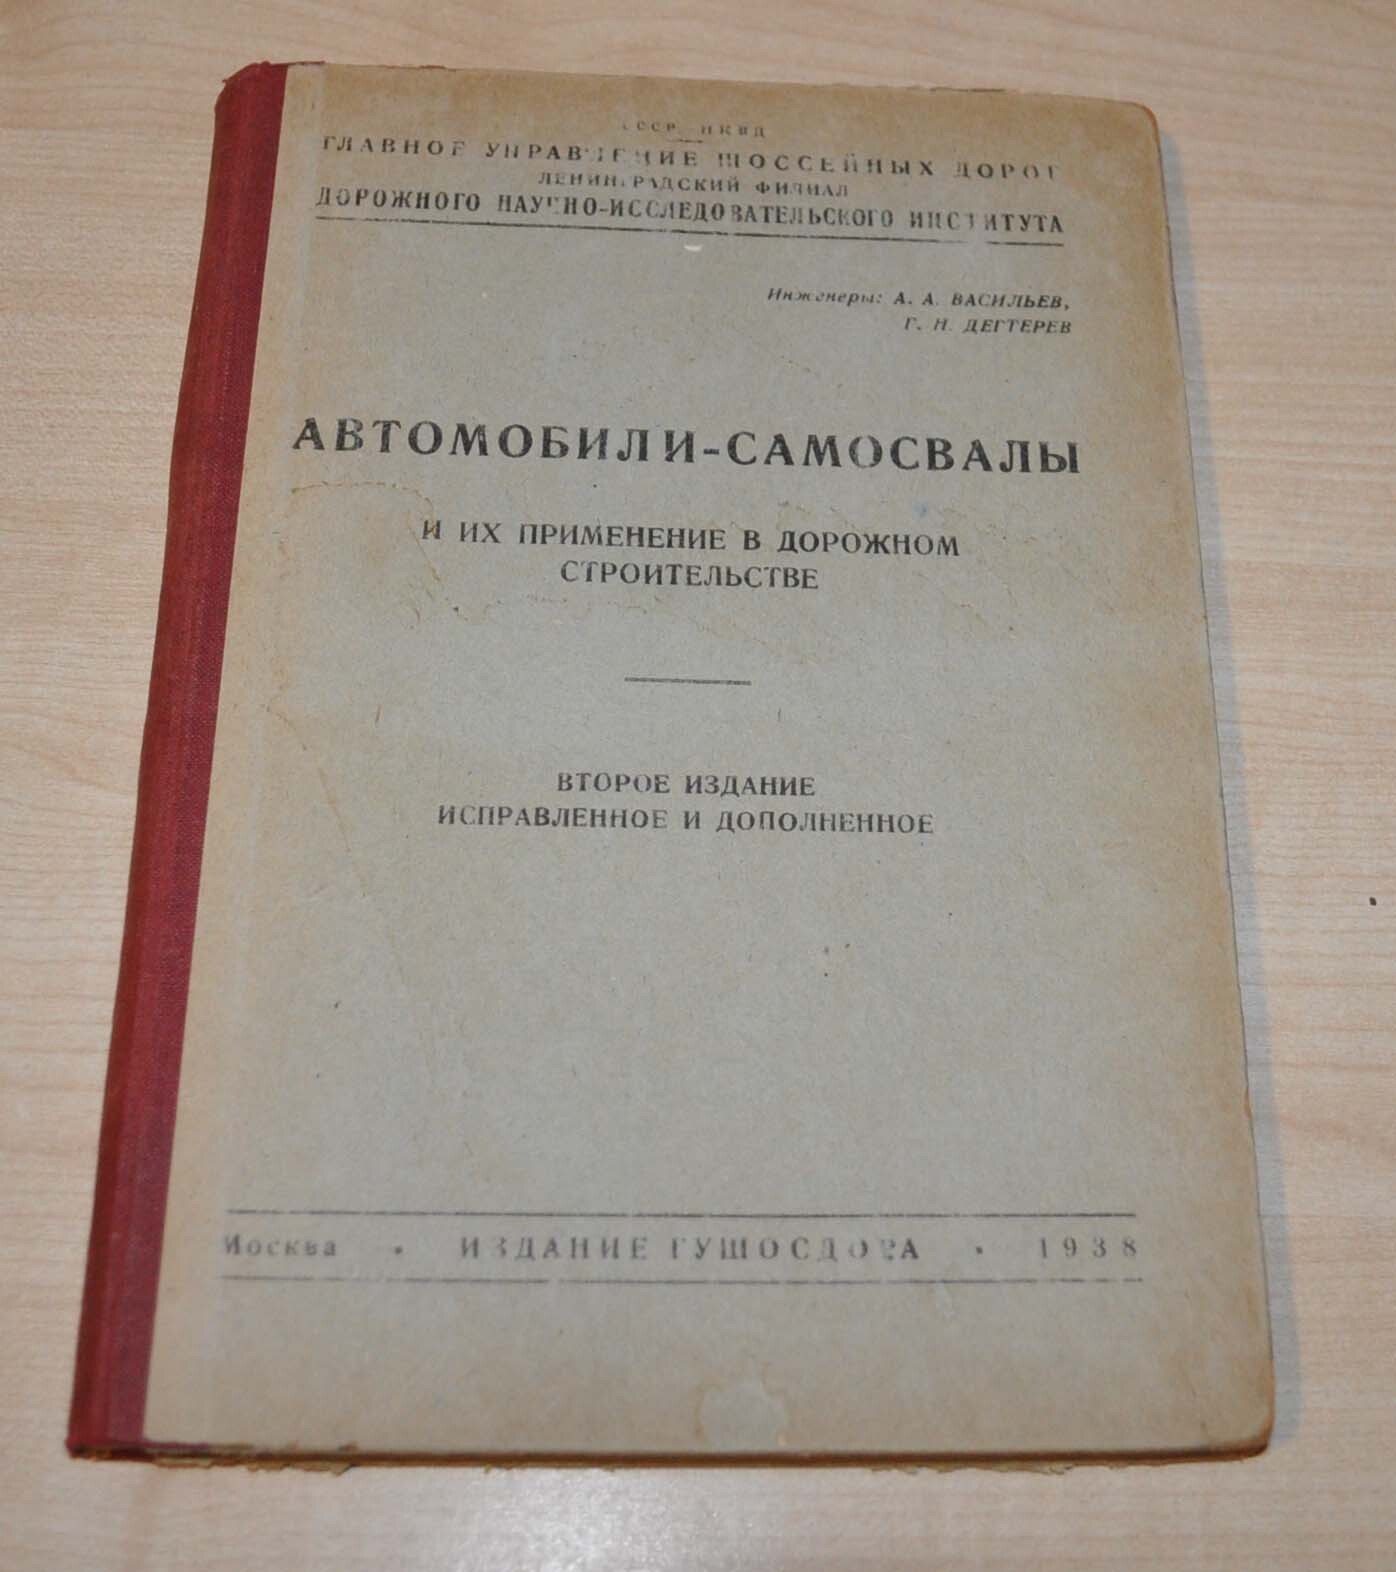 СССР НКВД
ГЛАВНОЕ УПРАВЛЕНИЕ ШОССЕЙНЫХ ДОРОГ
ЛЕНИНГРАДСКИЙ ФИЛИАЛ
ДОРОЖНОГО НАУЧНО-ИССЛЕДОВАТЕЛЬСКОГО ИНСТИТУТА
Инженеры: А. А. ВАСИЛЬЕВ,
Г. Н. ДЕГТЕРЕВ
АВТОМОБИЛИ-САМОСВАЛЫ
И ИХ ПРИМЕНЕНИЕ В ДОРОЖНОМ
СТРОИТЕЛЬСТВЕ
ВТОРОЕ ИЗДАНИЕ
ИСПРАВЛЕННОЕ И ДОПОЛНЕННОЕ
Москва • ИЗДАНИЕ ГУШОСДОРА • 1938